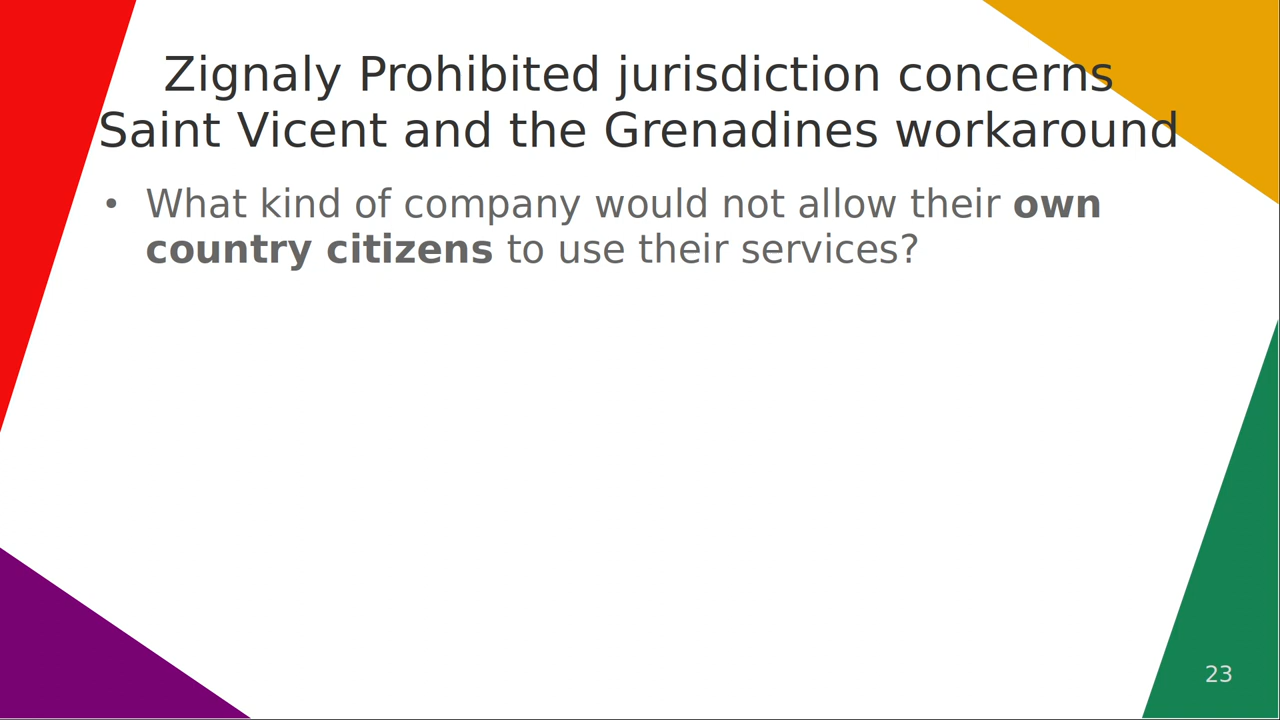 Zignaly Prohibited jurisdiction concerns
Saint Vicent and the Grenadines workaround
• What kind of company would not allow their own
country citizens to use their services?
23